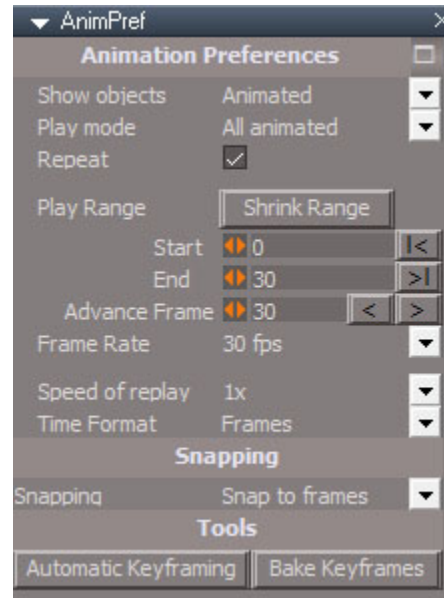 AnimPref
Animation Preferences
Show objects Animated
Play mode All animated
Repeat
Play Range Shrink Range
Start 0 |<
End 30 >|
Advance Frame 30 < >
Frame Rate 30 fps
Speed of replay 1x
Time Format Frames
Snapping
Snapping Snap to frames
Tools
Automatic Keyframing Bake Keyframes